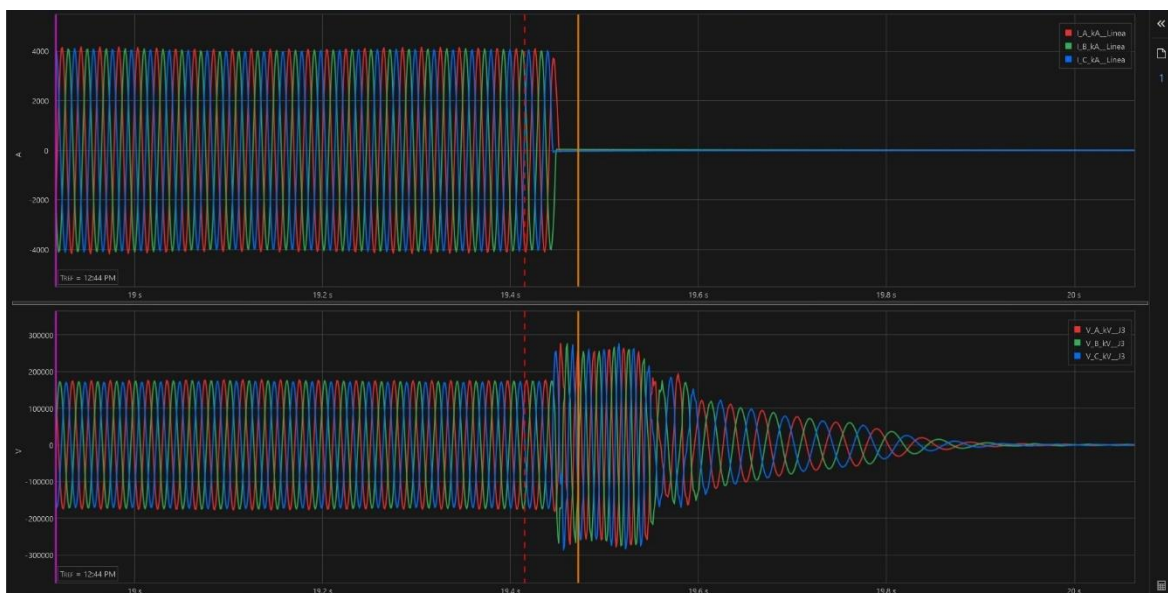 4000
2000
0
-2000
-4000
A
I_A_kA__Linea
I_B_kA__Linea
I_C_kA__Linea
TREF = 12:44 PM
19 s
19.2 s
19.4 s
19.6 s
19.8 s
20 s
1
300000
200000
100000
0
-100000
-200000
-300000
V
V_A_kV__J3
V_B_kV__J3
V_C_kV__J3
TREF = 12:44 PM
19 s
19.2 s
19.4 s
19.6 s
19.8 s
20 s